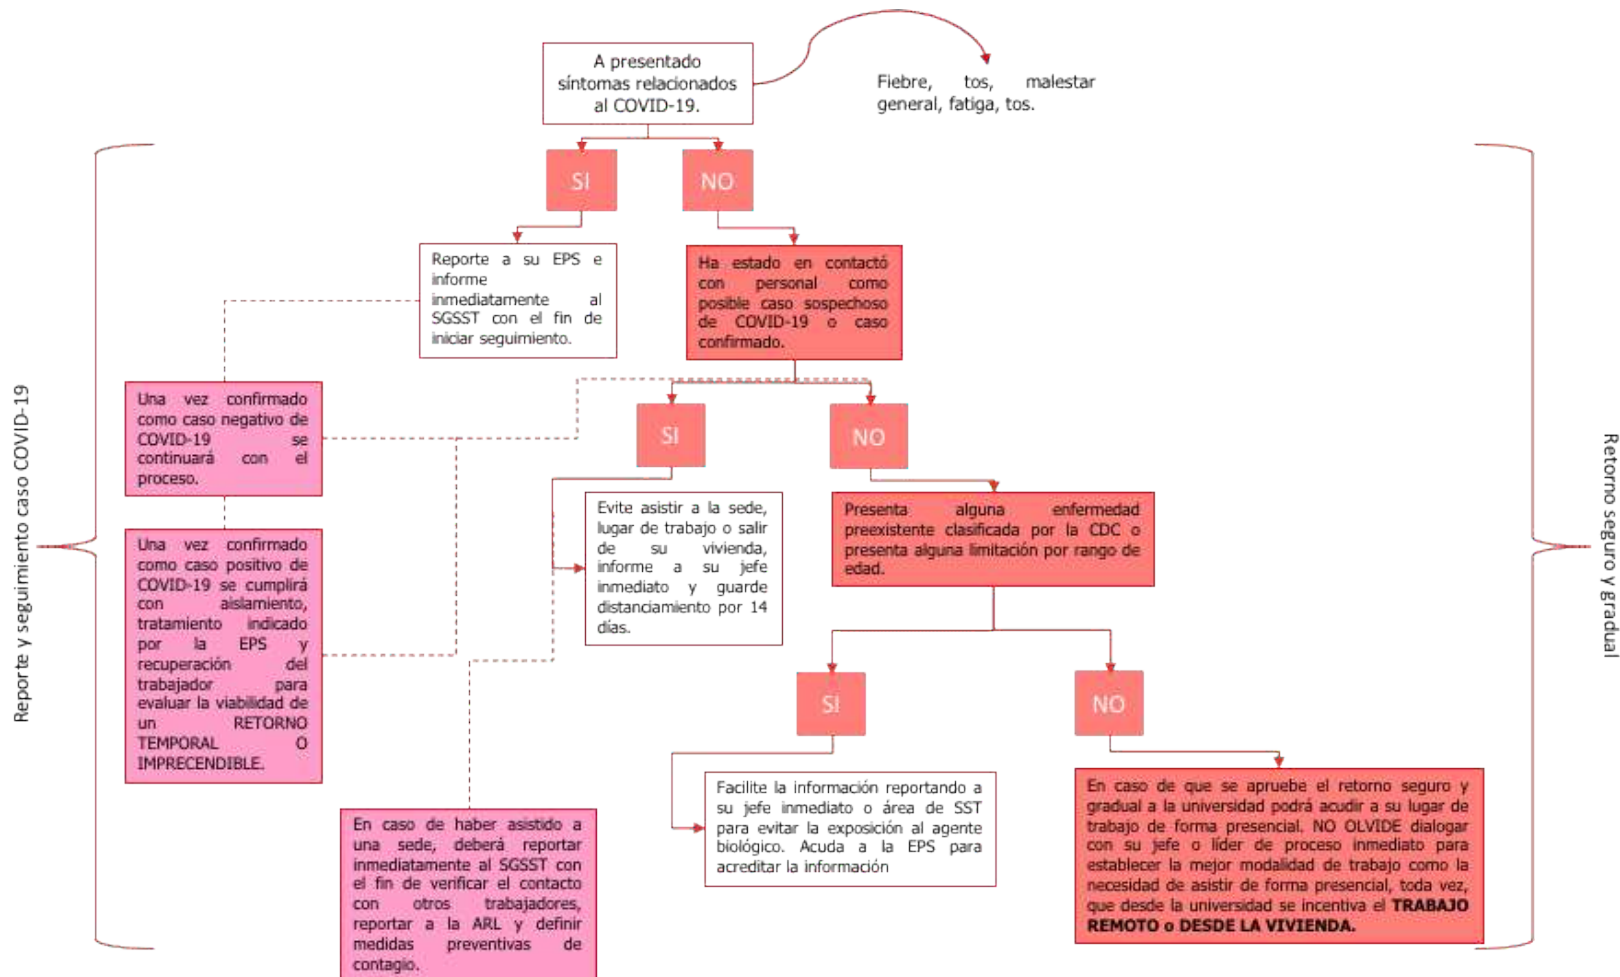 A presentado
síntomas relacionados
al COVID-19.
Fiebre, tos, malestar
general, fatiga, tos.
SI
NO
Reporte a su EPS e
informe
inmediatamente al
SGSST con el fin de
iniciar seguimiento.
Ha estado en contactó
con personal como
posible caso sospechoso
de COVID-19 o caso
confirmado.
Reporte y seguimiento caso COVID-19
Una vez confirmado
como caso negativo de
COVID-19 se
continuará con el
proceso.
SI
NO
Retorno seguro y gradual
Una vez confirmado
como caso positivo de
COVID-19 se cumplirá
con aislamiento,
tratamiento indicado
por la EPS y
recuperación del
trabajador para
evaluar la viabilidad de
un RETORNO
TEMPORAL O
IMPRECENDIBLE.
Evite asistir a la sede,
lugar de trabajo o salir
de su vivienda,
informe a su jefe
inmediato y guarde
distanciamiento por 14
días.
Presenta alguna enfermedad
preexistente clasificada por la CDC o
presenta alguna limitación por rango de
edad.
SI
NO
En caso de haber asistido a
una sede, deberá reportar
inmediatamente al SGSST con
el fin de verificar el contacto
con otros trabajadores,
reportar a la ARL y definir
medidas preventivas de
contagio.
Facilite la información reportando a
su jefe inmediato o área de SST
para evitar la exposición al agente
biológico. Acuda a la EPS para
acreditar la información
En caso de que se apruebe el retorno seguro y
gradual a la universidad podrá acudir a su lugar de
trabajo de forma presencial. NO OLVIDE dialogar
con su jefe o líder de proceso inmediato para
establecer la mejor modalidad de trabajo como la
necesidad de asistir de forma presencial, toda vez,
que desde la universidad se incentiva el TRABAJO
REMOTO o DESDE LA VIVIENDA.